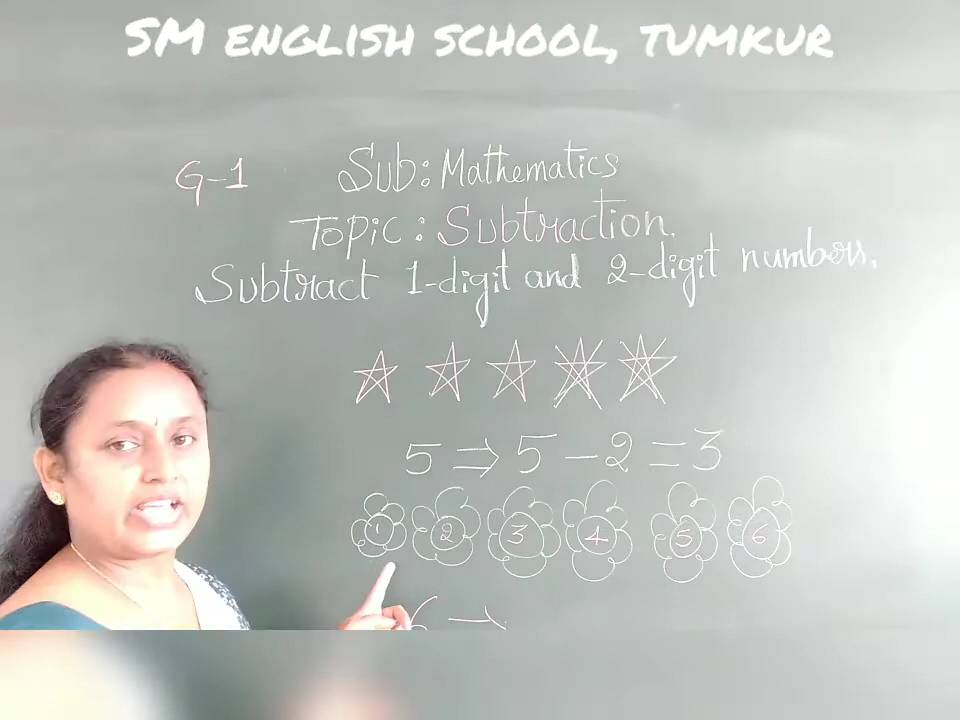 SM ENGLISH SCHOOL, TUMKUR
G-1 Sub: Mathematics
Topic: Subtraction.
Subtract 1-digit and 2-digit numbers.
5 ⇒ 5 - 2 = 3
1 2 3 4 5 6
6 →